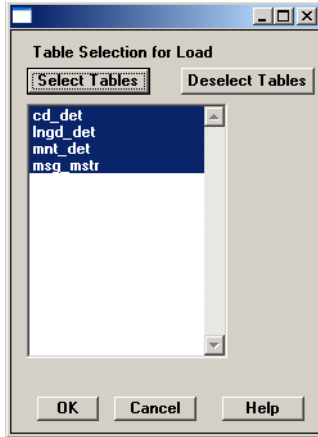 Table Selection for Load
Select Tables
Deselect Tables
cd_det
lngd_det
mnt_det
msg_mstr
OK
Cancel
Help